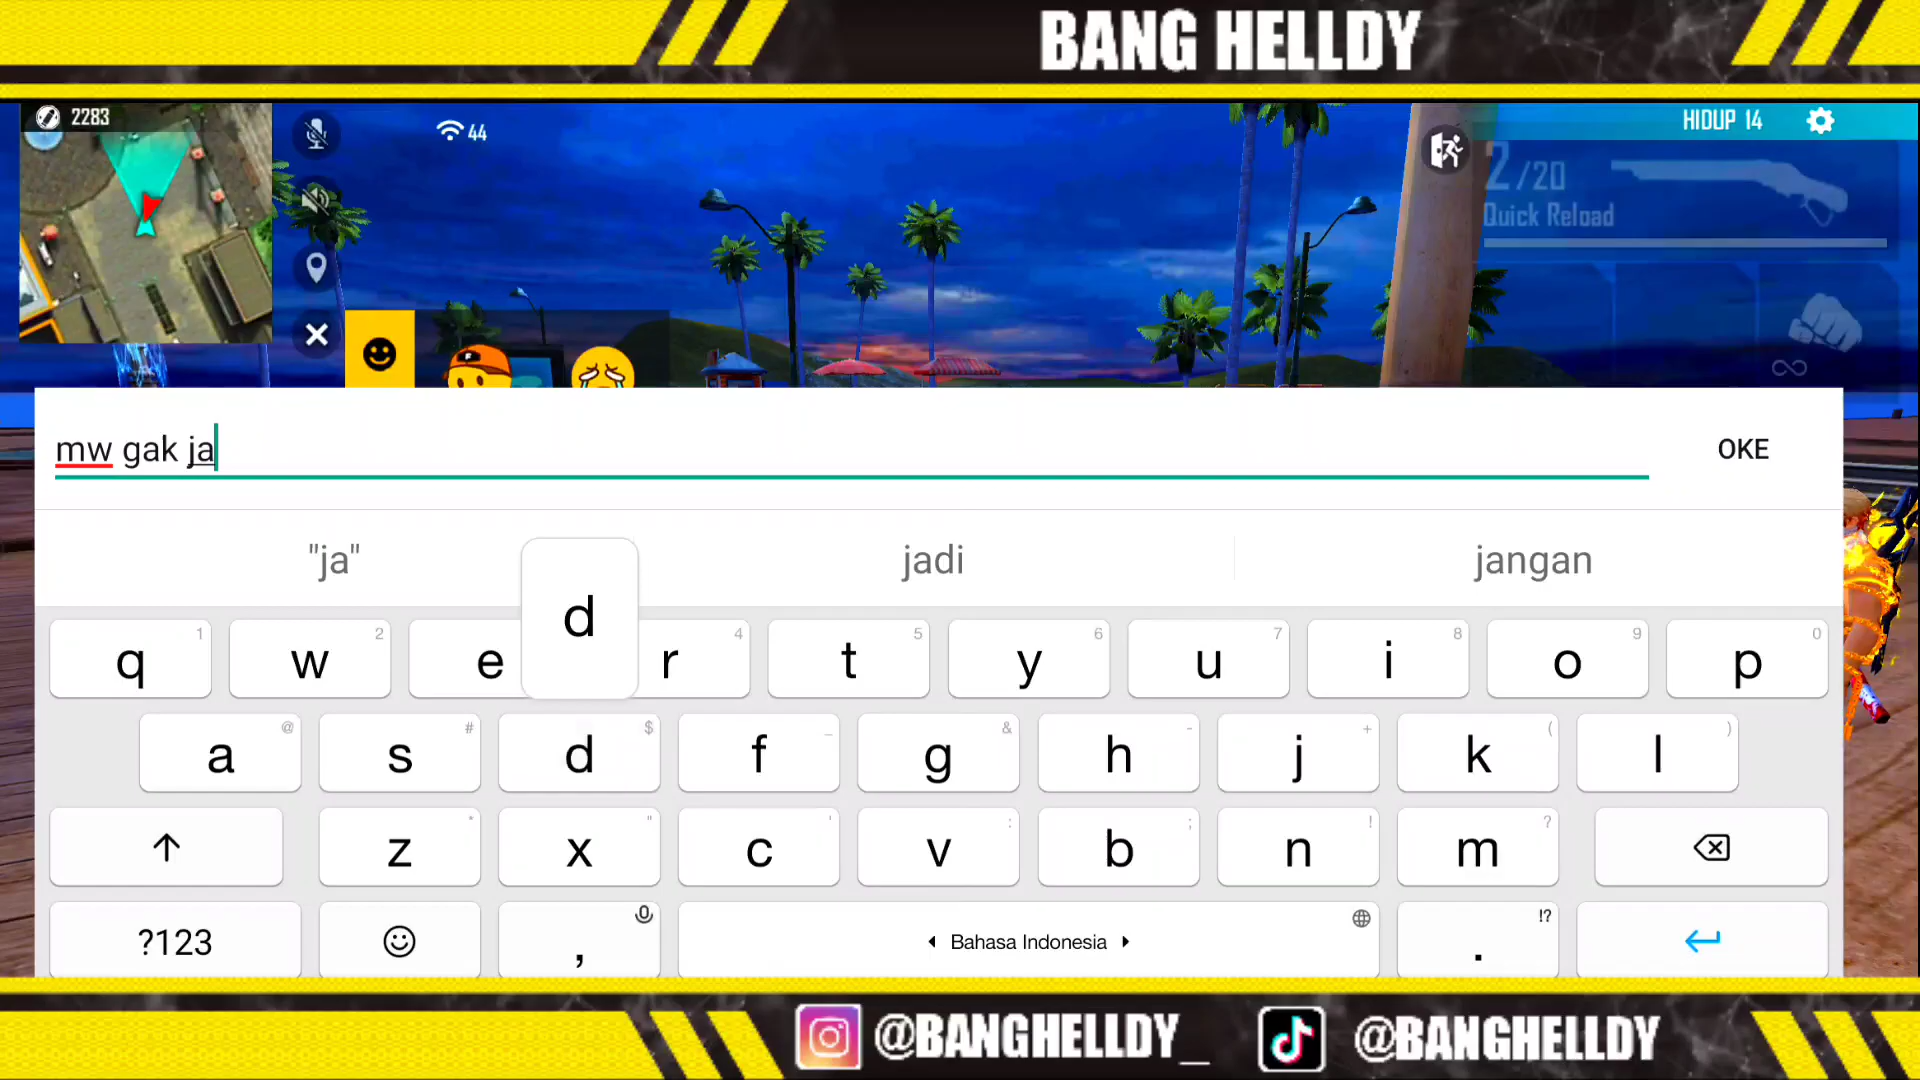 BANG HELLDY
2283
44
HIDUP 14
2/20
Quick Reload
mw gak ja
OKE
"ja" jadi jangan
d
q 1 w 2 e r 4 t 5 y 6 u 7 i 8 o 9 p 0
a @ s # d $ f _ g & h - j + k ( l )
z * x " c ' v : b ; n ! m ?
?123 , Bahasa Indonesia . !?
@BANGHELLDY_ @BANGHELLDY